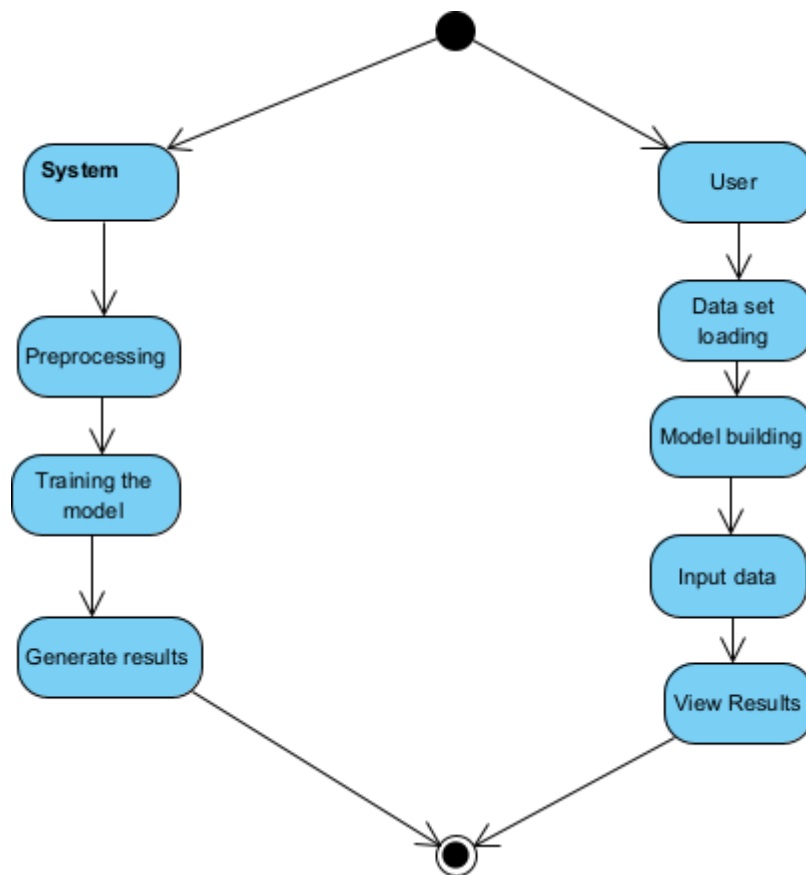 System
User
Data set
loading
Preprocessing
Model building
Training the
model
Input data
Generate results
View Results